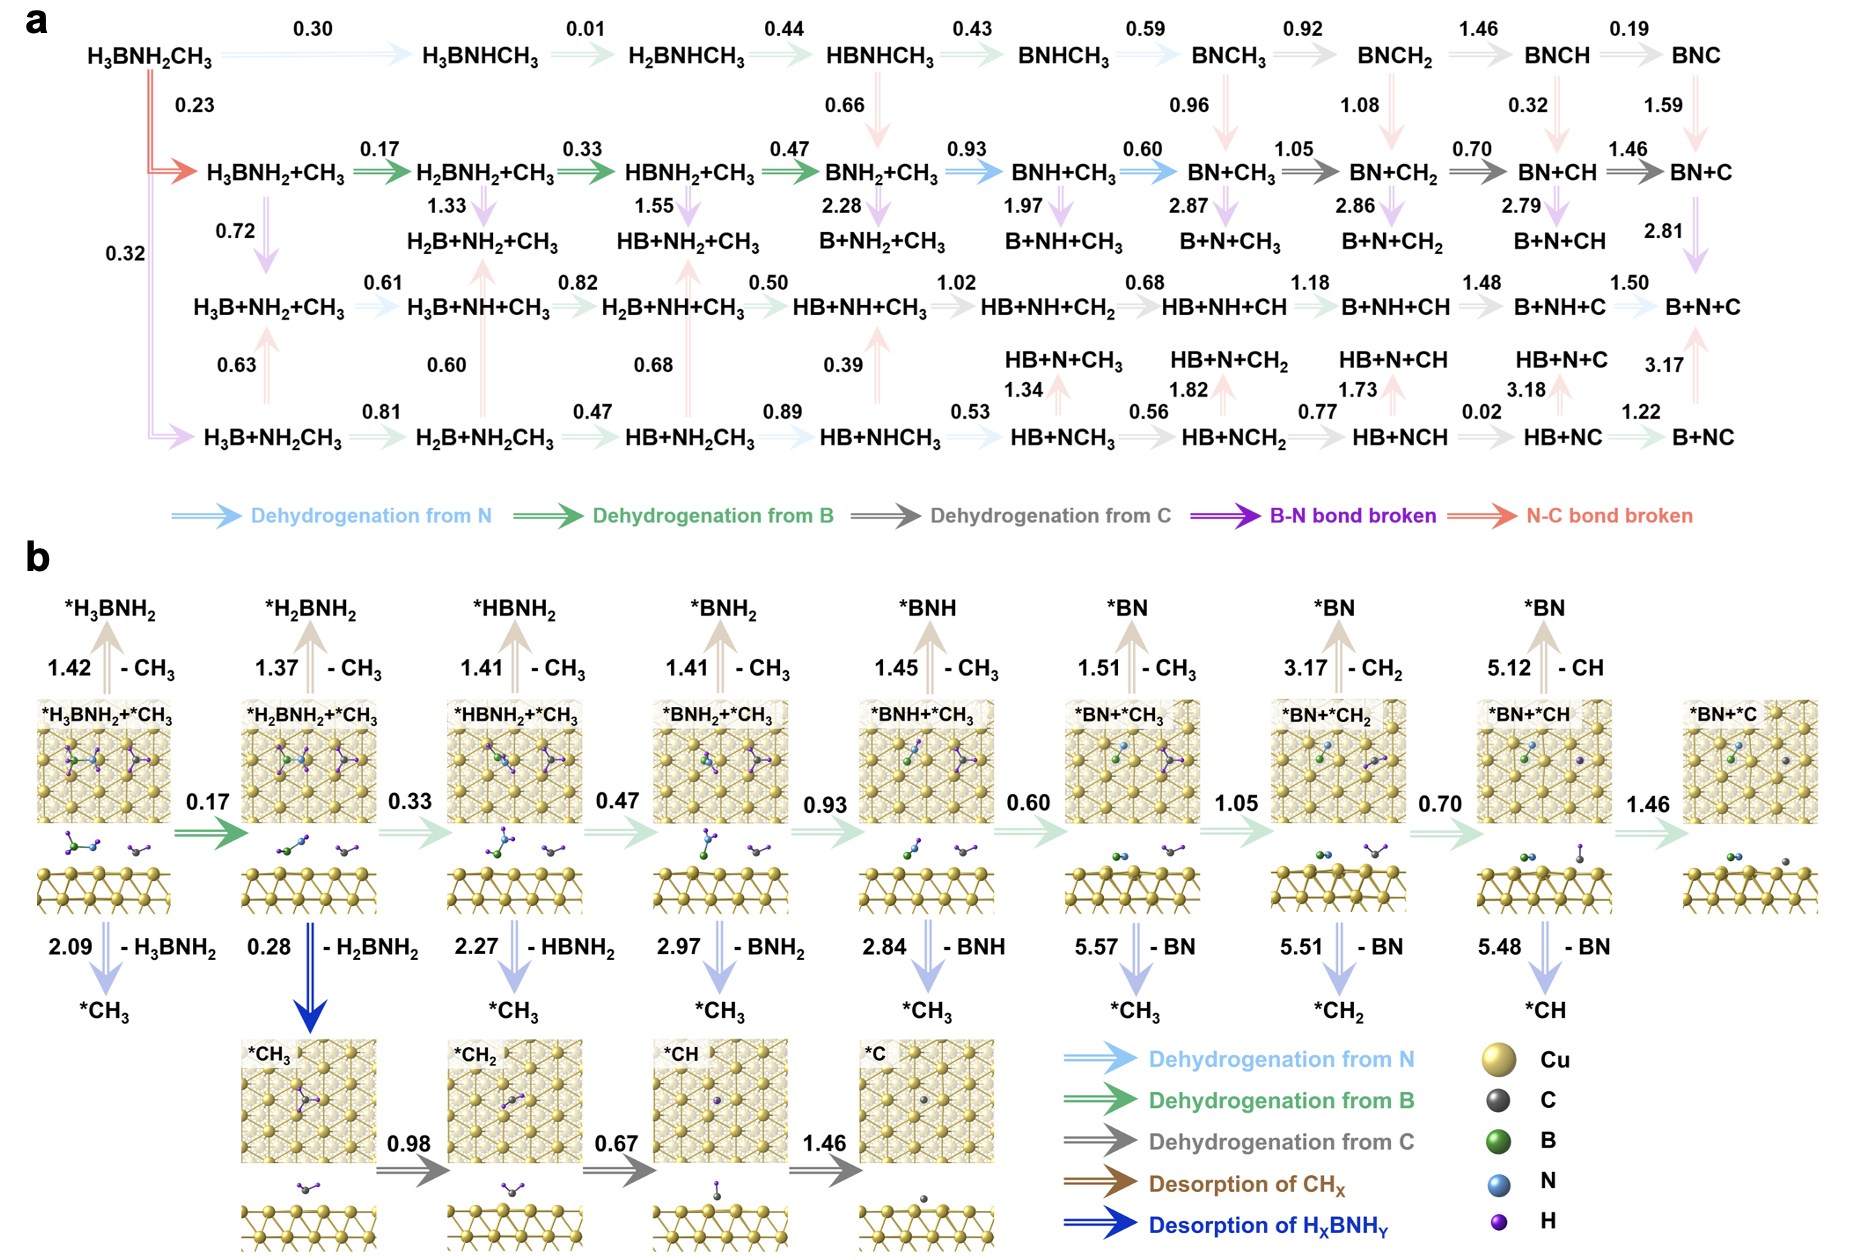 a
0.30 0.01 0.44 0.43 0.59 0.92 1.46 0.19
H₃BNH₂CH₃ H₃BNHCH₃ H₂BNHCH₃ HBNHCH₃ BNHCH₃ BNCH₃ BNCH₂ BNCH BNC
0.23 0.66 0.96 1.08 0.32 1.59
0.17 0.33 0.47 0.93 0.60 1.05 0.70 1.46
H₃BNH₂+CH₃ H₂BNH₂+CH₃ HBNH₂+CH₃ BNH₂+CH₃ BNH+CH₃ BN+CH₃ BN+CH₂ BN+CH BN+C
1.33 1.55 2.28 1.97 2.87 2.86 2.79
0.32 0.72 2.81
H₂B+NH₂+CH₃ HB+NH₂+CH₃ B+NH₂+CH₃ B+NH+CH₃ B+N+CH₃ B+N+CH₂ B+N+CH
0.61 0.82 0.50 1.02 0.68 1.18 1.48 1.50
H₃B+NH₂+CH₃ H₃B+NH+CH₃ H₂B+NH+CH₃ HB+NH+CH₃ HB+NH+CH₂ HB+NH+CH B+NH+CH B+NH+C B+N+C
0.63 0.60 0.68 0.39 HB+N+CH₃ HB+N+CH₂ HB+N+CH HB+N+C 3.17
1.34 1.82 1.73 3.18
0.81 0.47 0.89 0.53 0.56 0.77 0.02 1.22
H₃B+NH₂CH₃ H₂B+NH₂CH₃ HB+NH₂CH₃ HB+NHCH₃ HB+NCH₃ HB+NCH₂ HB+NCH HB+NC B+NC
Dehydrogenation from N Dehydrogenation from B Dehydrogenation from C B-N bond broken N-C bond broken
b
*H₃BNH₂ *H₂BNH₂ *HBNH₂ *BNH₂ *BNH *BN *BN *BN
1.42 - CH₃ 1.37 - CH₃ 1.41 - CH₃ 1.41 - CH₃ 1.45 - CH₃ 1.51 - CH₃ 3.17 - CH₂ 5.12 - CH
*H₃BNH₂+*CH₃ *H₂BNH₂+*CH₃ *HBNH₂+*CH₃ *BNH₂+*CH₃ *BNH+*CH₃ *BN+*CH₃ *BN+*CH₂ *BN+*CH *BN+*C
0.17 0.33 0.47 0.93 0.60 1.05 0.70 1.46
2.09 - H₃BNH₂ 0.28 - H₂BNH₂ 2.27 - HBNH₂ 2.97 - BNH₂ 2.84 - BNH 5.57 - BN 5.51 - BN 5.48 - BN
*CH₃ *CH₃ *CH₃ *CH₃ *CH₃ *CH₂ *CH
*CH₃ *CH₂ *CH *C
0.98 0.67 1.46
Dehydrogenation from N
Dehydrogenation from B
Dehydrogenation from C
Desorption of CHₓ
Desorption of HₓBNHᵧ
Cu
C
B
N
H